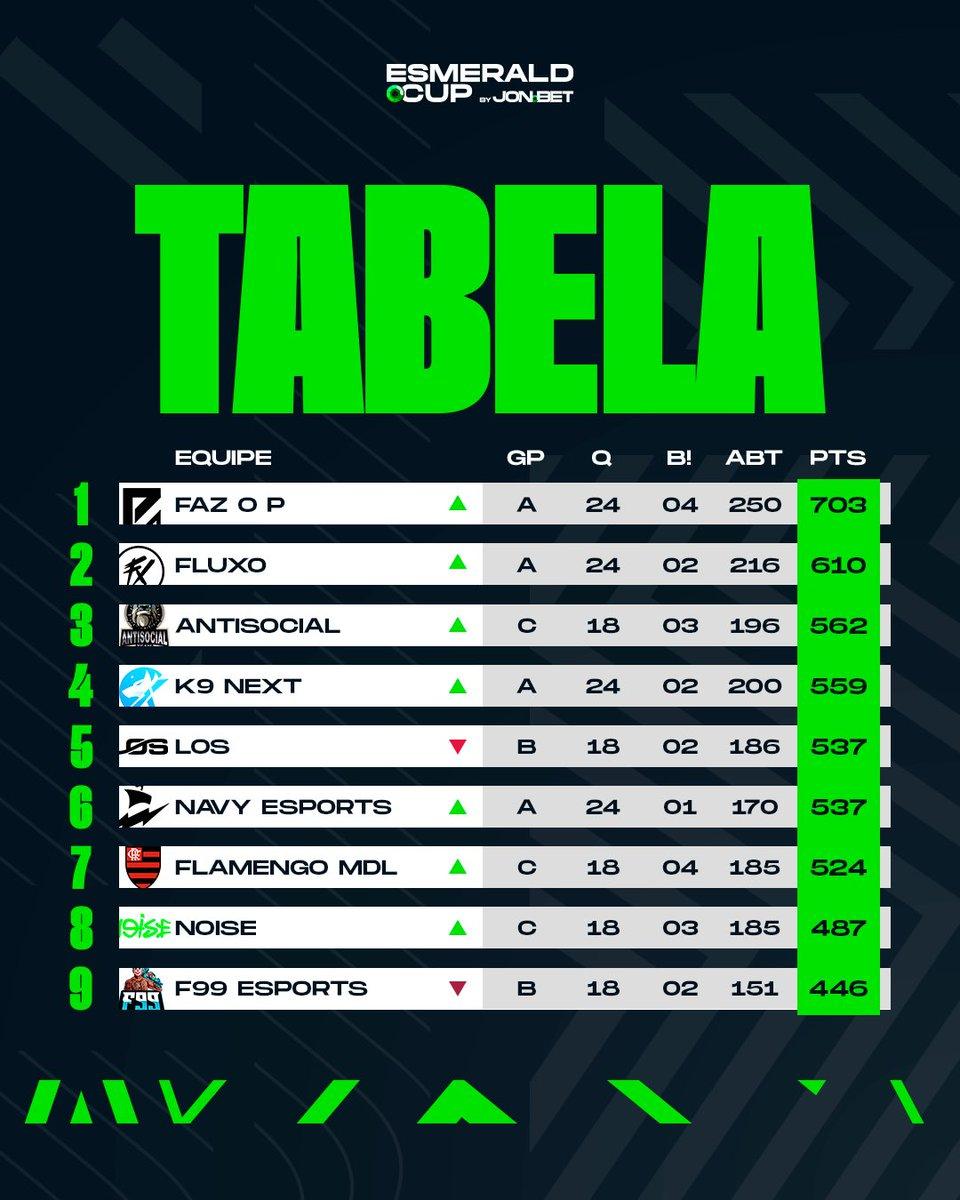 ESMERALD
CUP BY JON.BET
TABELA
EQUIPE GP Q B! ABT PTS
1 FAZ O P A 24 04 250 703
2 FLUXO A 24 02 216 610
3 ANTISOCIAL ANTISOCIAL C 18 03 196 562
4 K9 NEXT A 24 02 200 559
5 LOS B 18 02 186 537
6 NAVY ESPORTS A 24 01 170 537
7 FLAMENGO MDL C 18 04 185 524
8 NOISE C 18 03 185 487
9 F99 F99 ESPORTS B 18 02 151 446